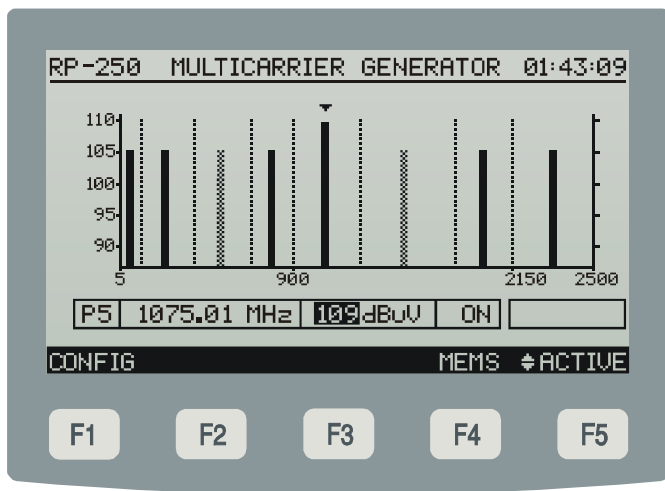 RP-250 MULTICARRIER GENERATOR 01:43:09
110
105
100
95
90
5 900 2150 2500
P5 1075.01 MHz 109dBuV ON
CONFIG MEMS ACTIVE
F1 F2 F3 F4 F5